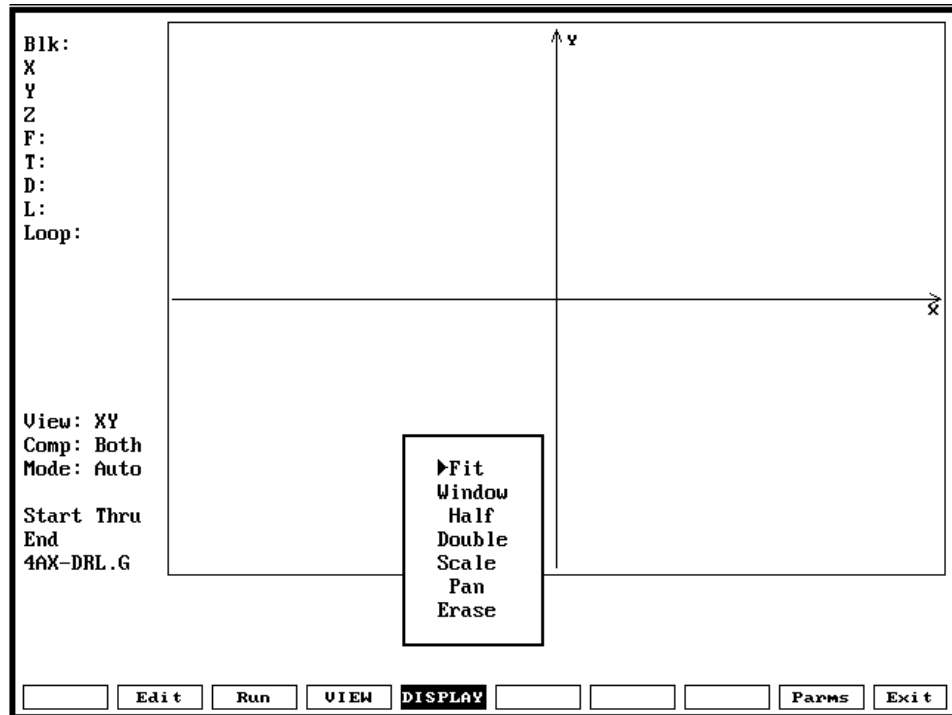 Blk:
X
Y
Z
F:
T:
D:
L:
Loop:
Y
X
View: XY
Comp: Both
Mode: Auto
Start Thru
End
4AX-DRL.G
Fit
Window
Half
Double
Scale
Pan
Erase
Edit Run VIEW DISPLAY Parms Exit